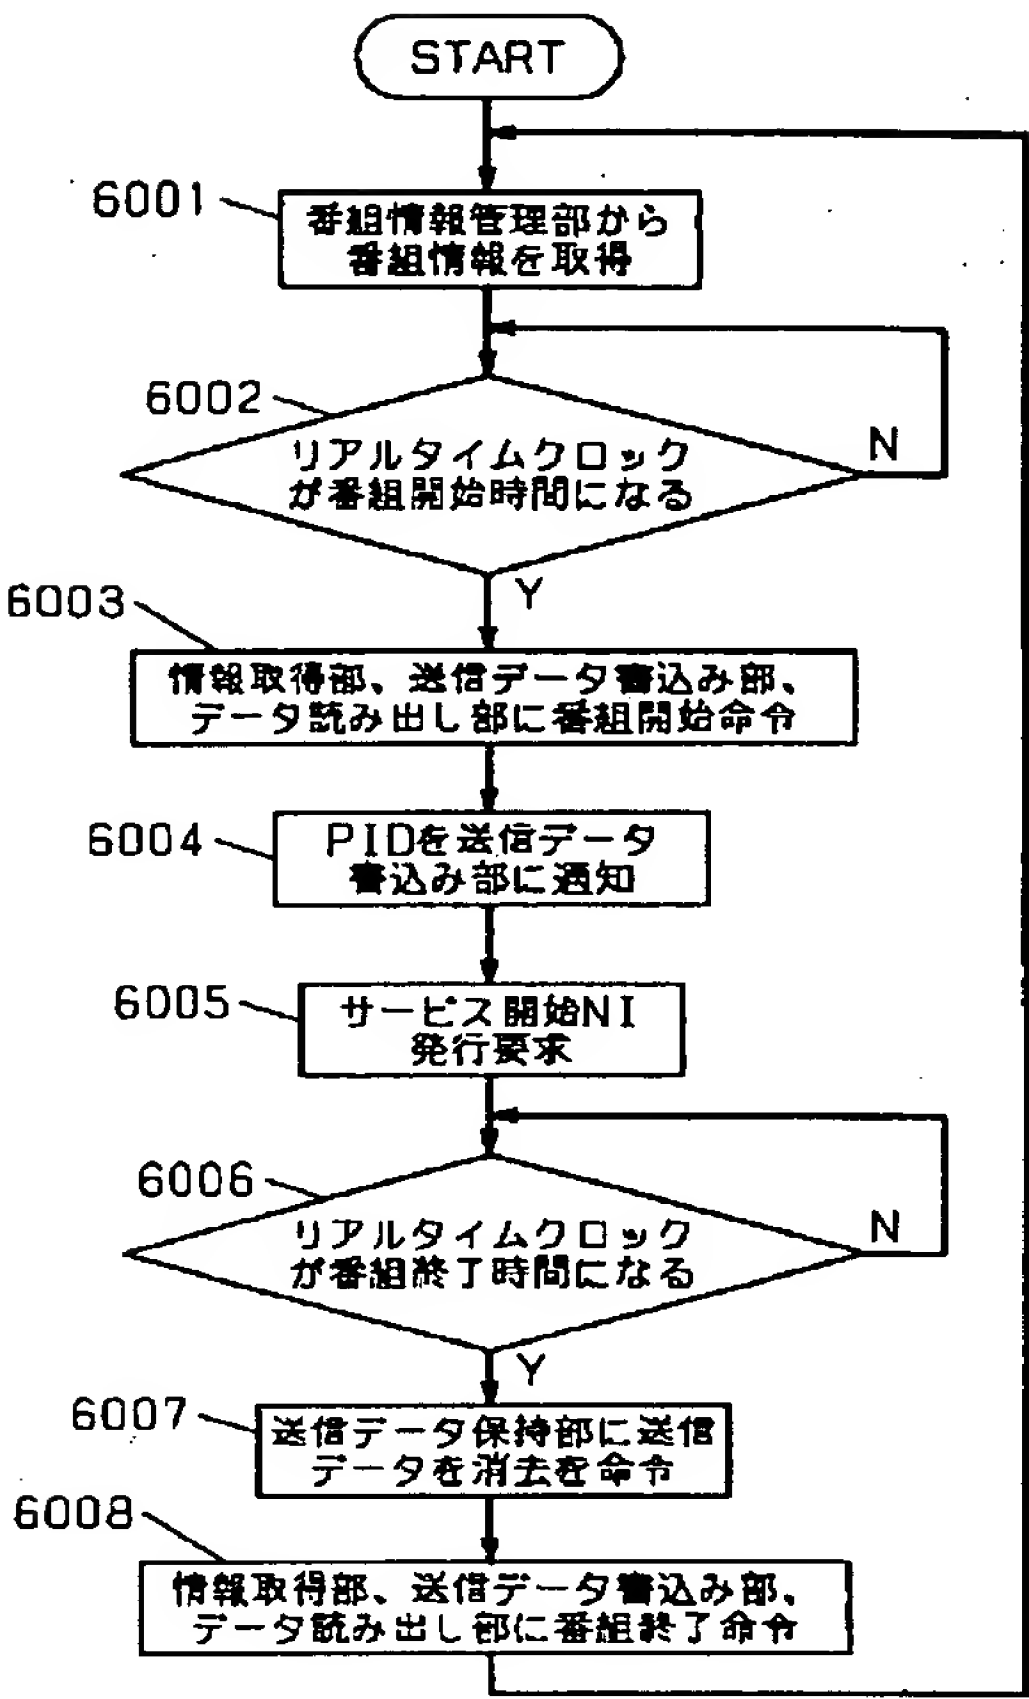 START
6001
番組情報管理部から
番組情報を取得
6002
リアルタイムクロック
が番組開始時間になる
N
Y
6003
情報取得部、送信データ書込み部、
データ読み出し部に番組開始命令
6004
PIDを送信データ
書込み部に通知
6005
サービス開始NI
発行要求
6006
リアルタイムクロック
が番組終了時間になる
N
Y
6007
送信データ保持部に送信
データを消去を命令
6008
情報取得部、送信データ書込み部、
データ読み出し部に番組終了命令